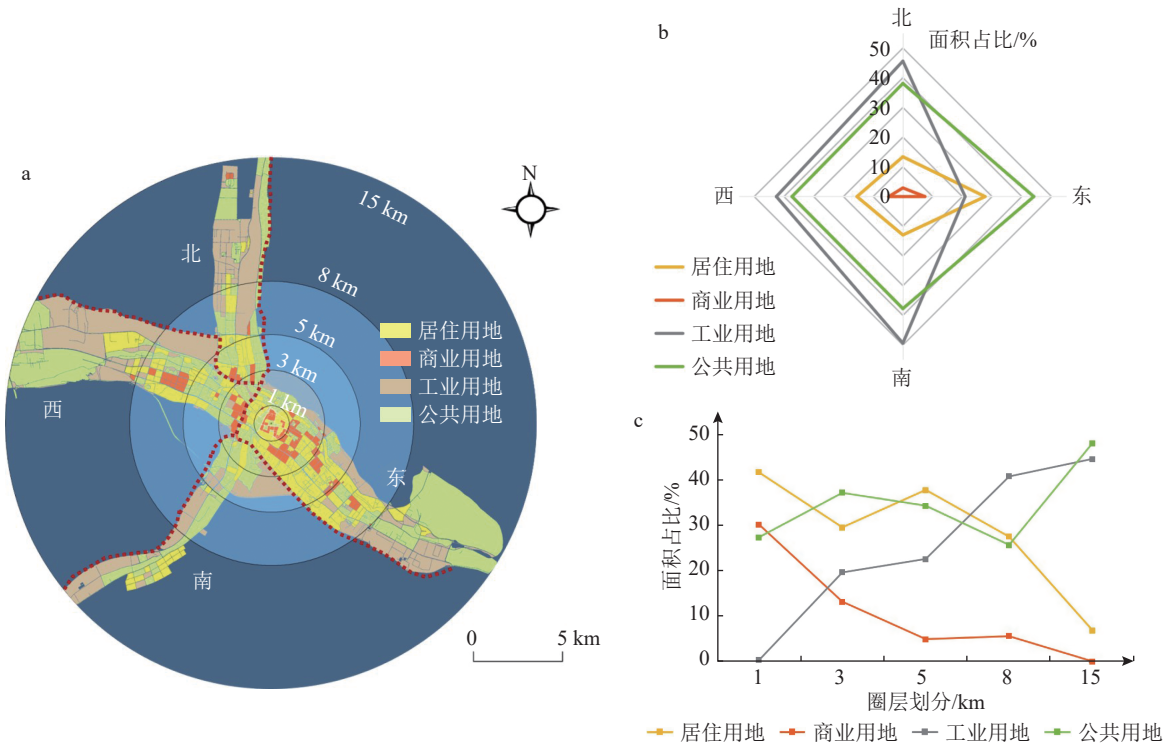 a
N
15 km
8 km
5 km
3 km
1 km
北
西
东
南
居住用地
商业用地
工业用地
公共用地
0 5 km
b
北
面积占比/%
50
40
30
20
10
0
西
东
南
居住用地
商业用地
工业用地
公共用地
c
面积占比/%
50
40
30
20
10
0
1 3 5 8 15
圈层划分/km
居住用地 商业用地 工业用地 公共用地